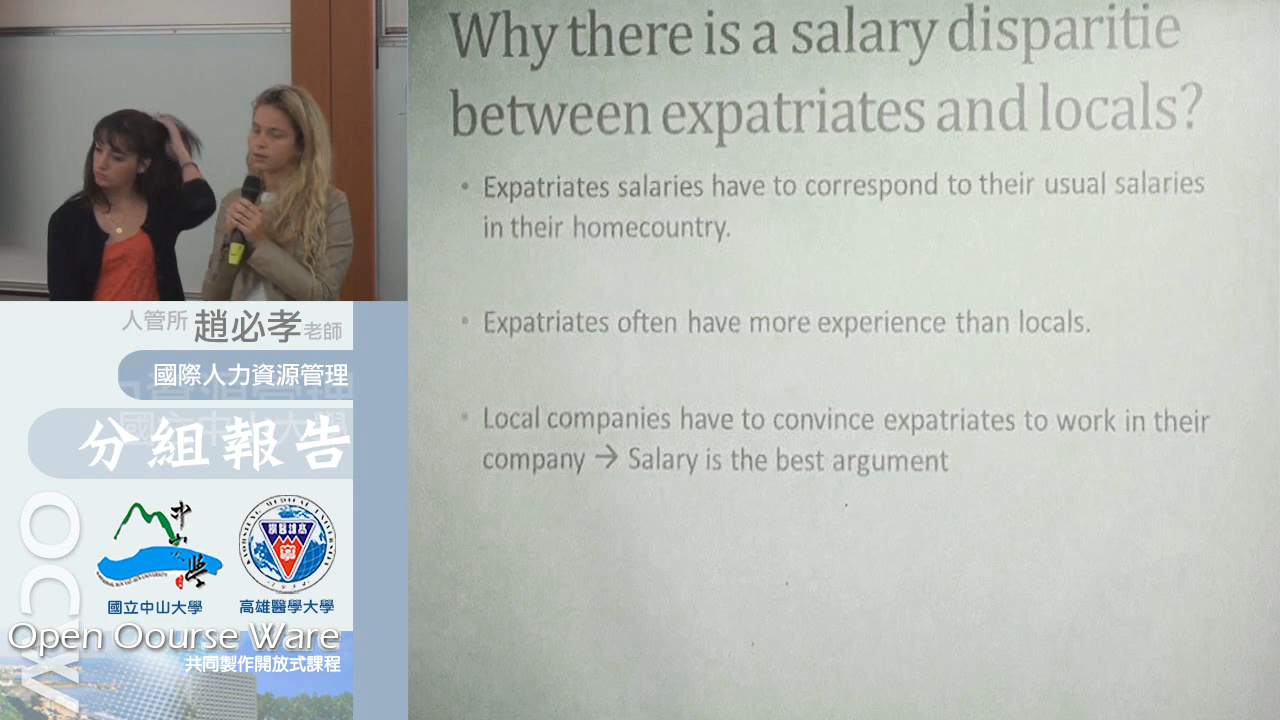 Why there is a salary disparitie
between expatriates and locals?
• Expatriates salaries have to correspond to their usual salaries
in their homecountry.
• Expatriates often have more experience than locals.
• Local companies have to convince expatriates to work in their
company → Salary is the best argument
人管所 趙必孝老師
國際人力資源管理
分組報告
OCW
國立中山大學
高雄醫學大學
Open Oourse Ware
共同製作開放式課程